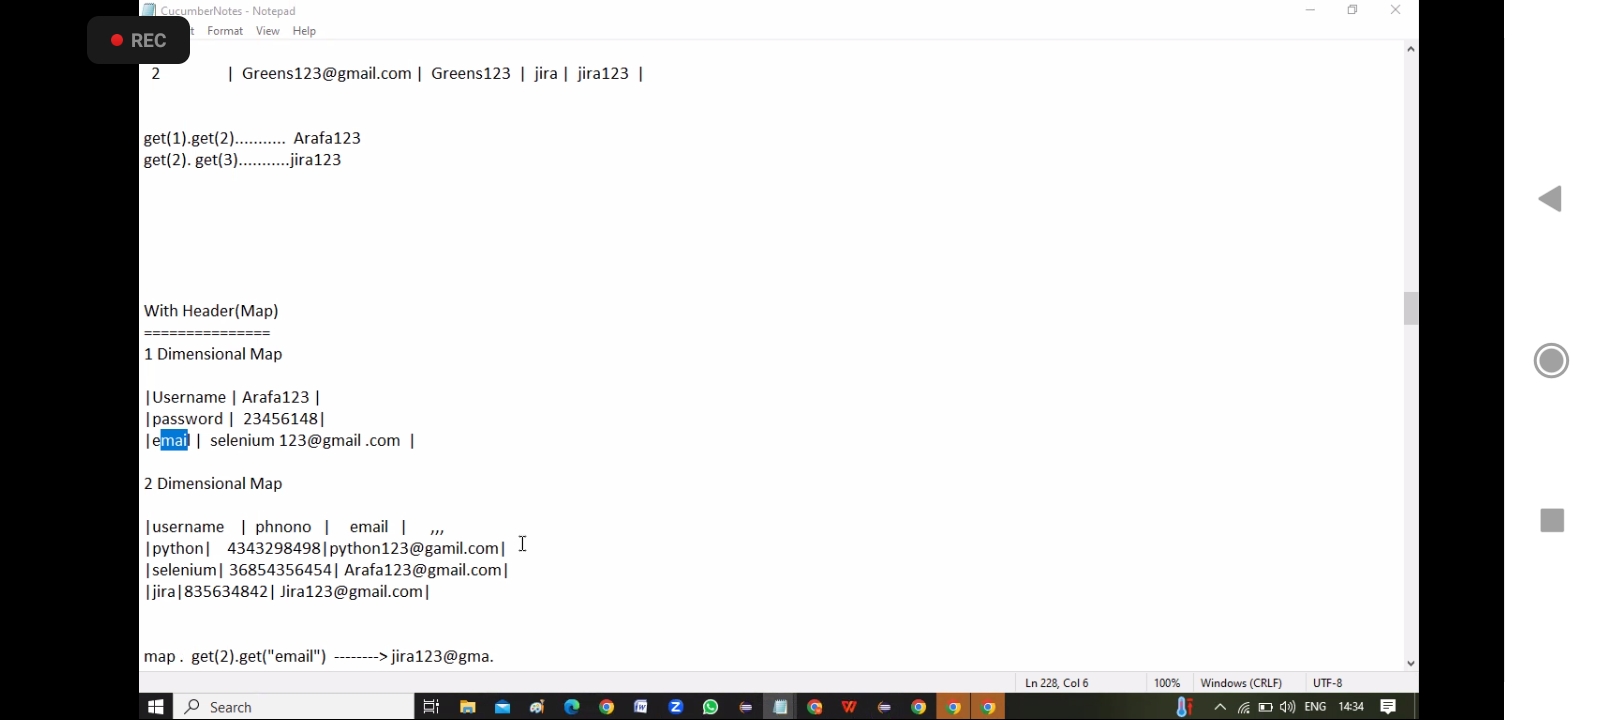 CucumberNotes - Notepad
REC
Format View Help
2 | Greens123@gmail.com | Greens123 | jira | jira123 |
get(1).get(2).......... Arafa123
get(2). get(3)...........jira123
With Header(Map)
===============
1 Dimensional Map
|Username | Arafa123 |
|password | 23456148|
|email | selenium 123@gmail .com |
2 Dimensional Map
|username | phnono | email | ,,,
|python| 4343298498|python123@gamil.com|
|selenium| 36854356454| Arafa123@gmail.com|
|jira|835634842| Jira123@gmail.com|
map . get(2).get("email") --------> jira123@gma.
Ln 228, Col 6 100% Windows (CRLF) UTF-8
Search ENG 14:34